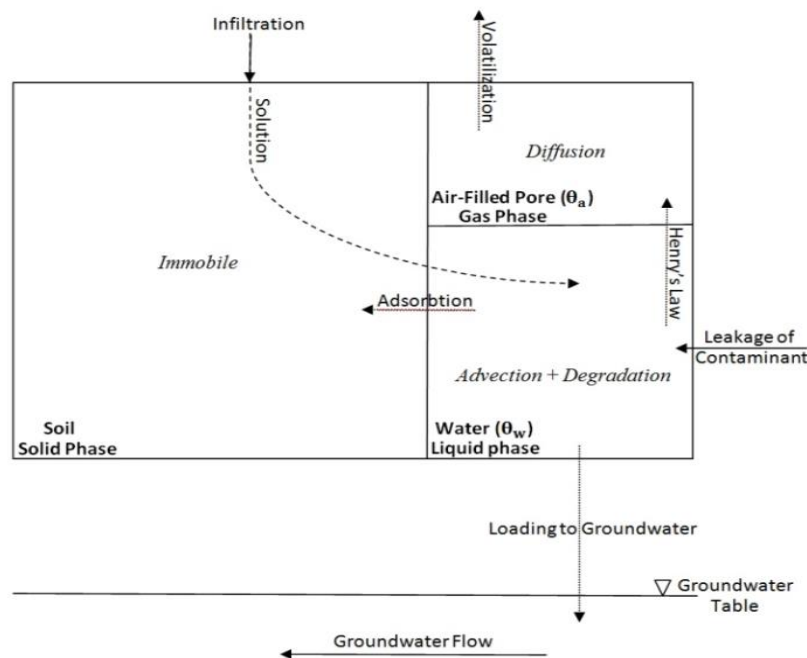 Infiltration
Volatilization
Solution
Diffusion
Air-Filled Pore (θa)
Gas Phase
Henry's Law
Immobile
Adsorbtion
Leakage of
Contaminant
Advection + Degradation
Soil
Solid Phase
Water (θw)
Liquid phase
Loading to Groundwater
Groundwater
Table
Groundwater Flow